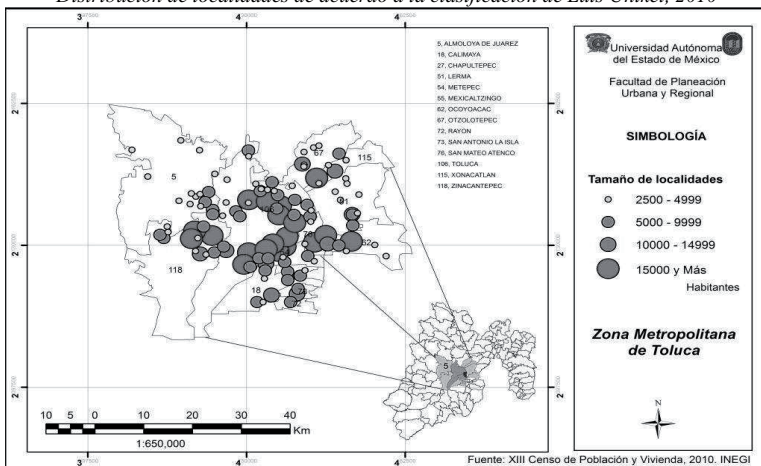 Distribución de localidades de acuerdo a la clasificación de Luis Unikel, 2010
5, ALMOLOYA DE JUAREZ
18, CALIMAYA
27, CHAPULTEPEC
51, LERMA
54, METEPEC
55, MEXICALTZINGO
62, OCOYOACAC
67, OTZOLOTEPEC
72, RAYÓN
73, SAN ANTONIO LA ISLA
76, SAN MATEO ATENCO
106, TOLUCA
115, XONACATLAN
118, ZINACANTEPEC
5
67
115
118
18
5
10 5 0 10 20 30 40
Km
1:650,000
Universidad Autónoma
del Estado de México
Facultad de Planeación
Urbana y Regional
SIMBOLOGÍA
Tamaño de localidades
2500 - 4999
5000 - 9999
10000 - 14999
15000 y Más
Habitantes
Zona Metropolitana
de Toluca
N
Fuente: XIII Censo de Población y Vivienda, 2010. INEGI